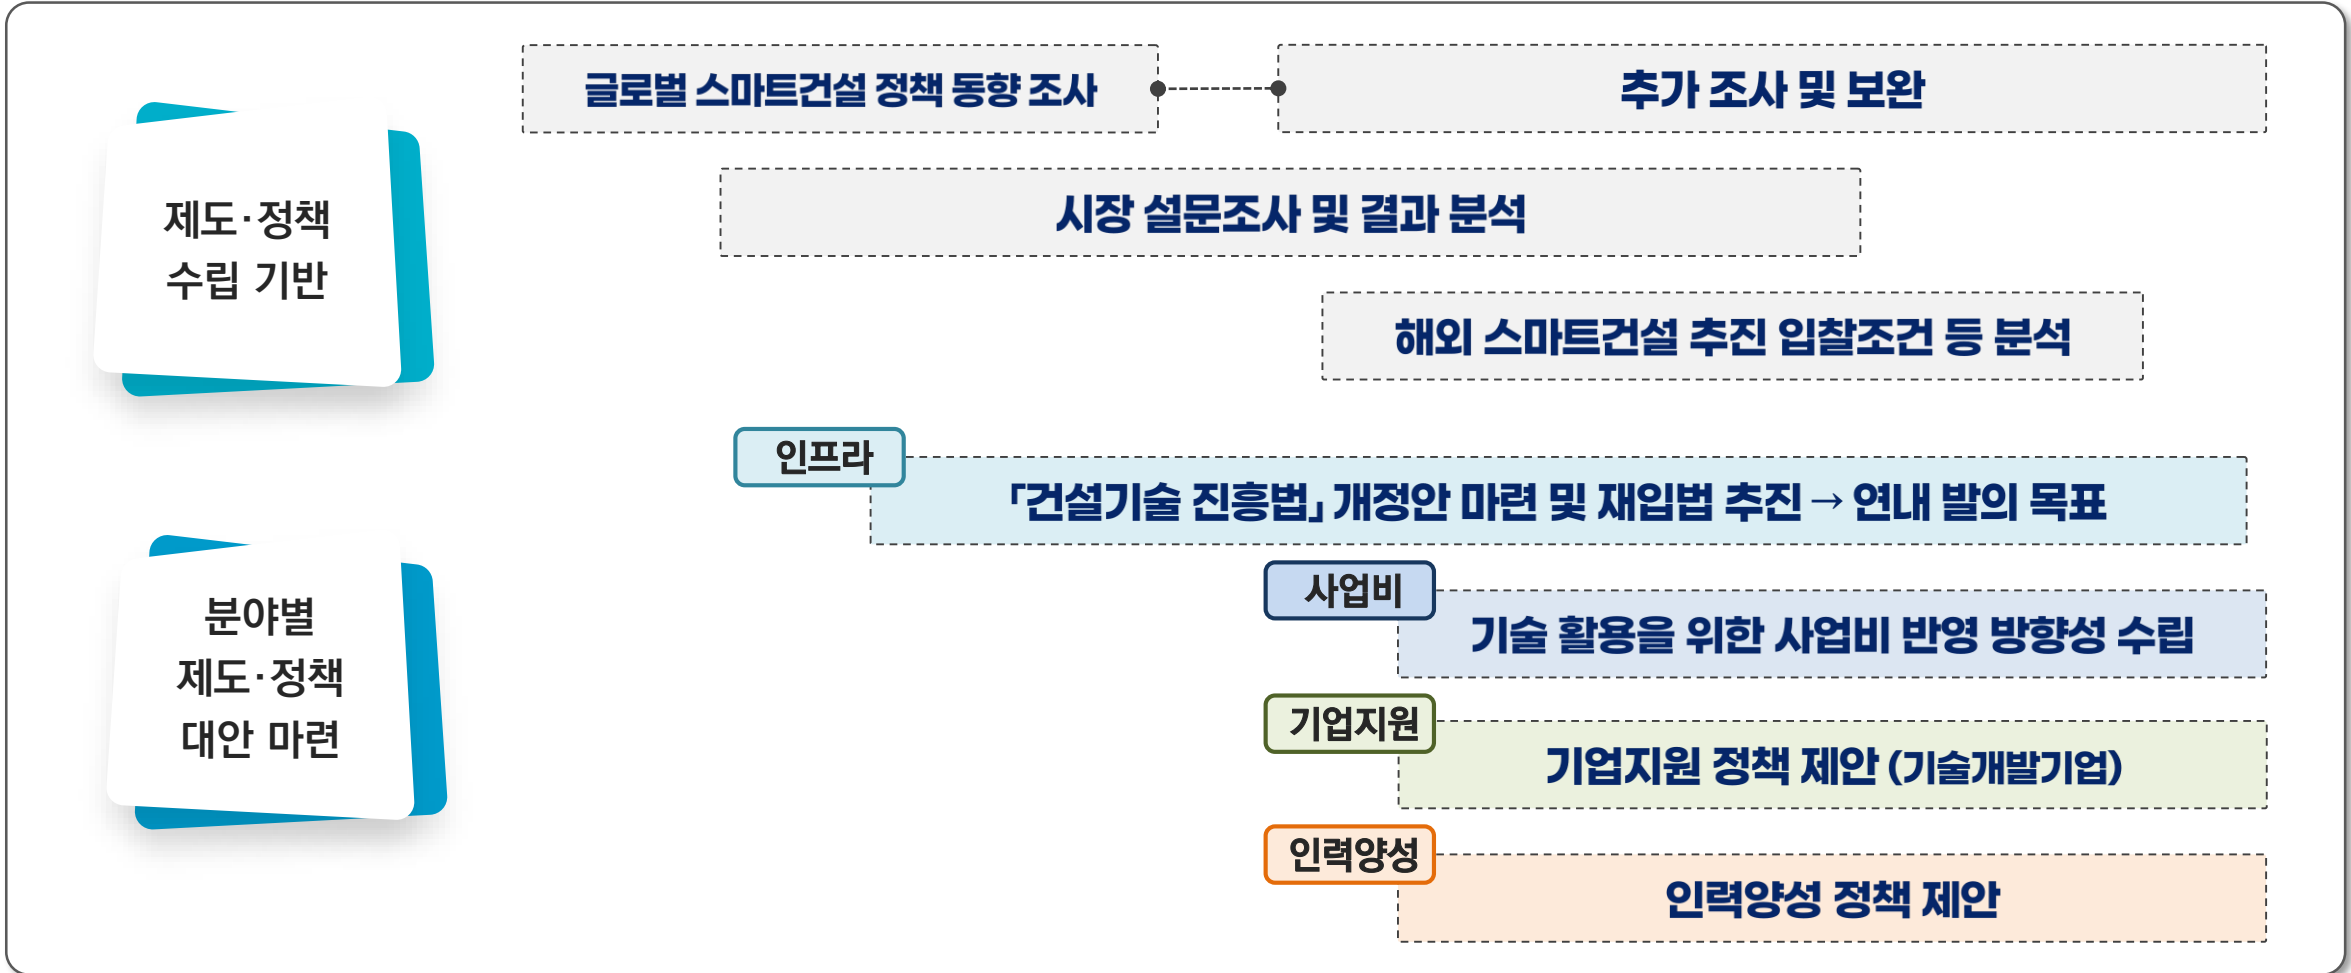 제도·정책
수립 기반
글로벌 스마트건설 정책 동향 조사
추가 조사 및 보완
시장 설문조사 및 결과 분석
해외 스마트건설 추진 입찰조건 등 분석
분야별
제도·정책
대안 마련
인프라
「건설기술 진흥법」 개정안 마련 및 재입법 추진 → 연내 발의 목표
사업비
기술 활용을 위한 사업비 반영 방향성 수립
기업지원
기업지원 정책 제안 (기술개발기업)
인력양성
인력양성 정책 제안